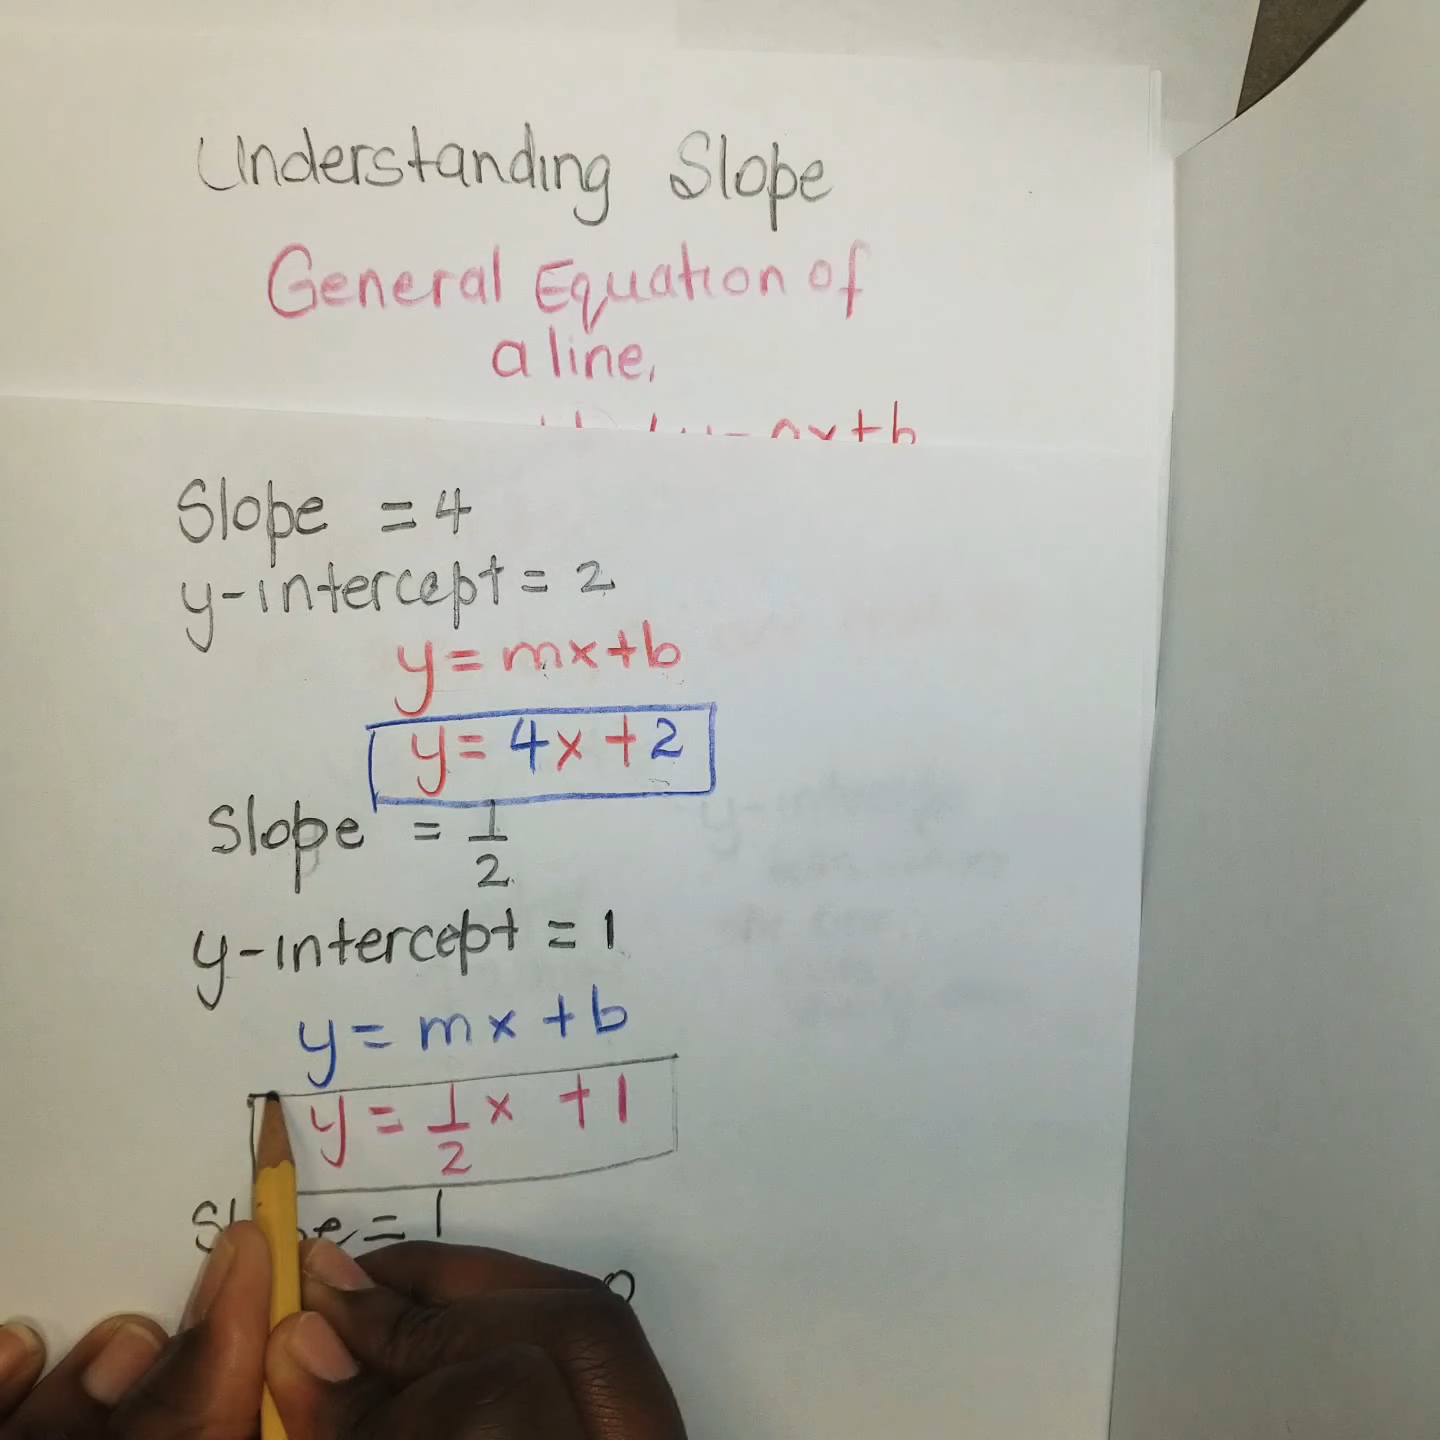 Understanding Slope
General Equation of
a line,
Slope = 4
y-intercept = 2
y = mx+b
y = 4x + 2
Slope = 1/2
y-intercept = 1
y = mx + b
y = 1/2 x + 1
= 1